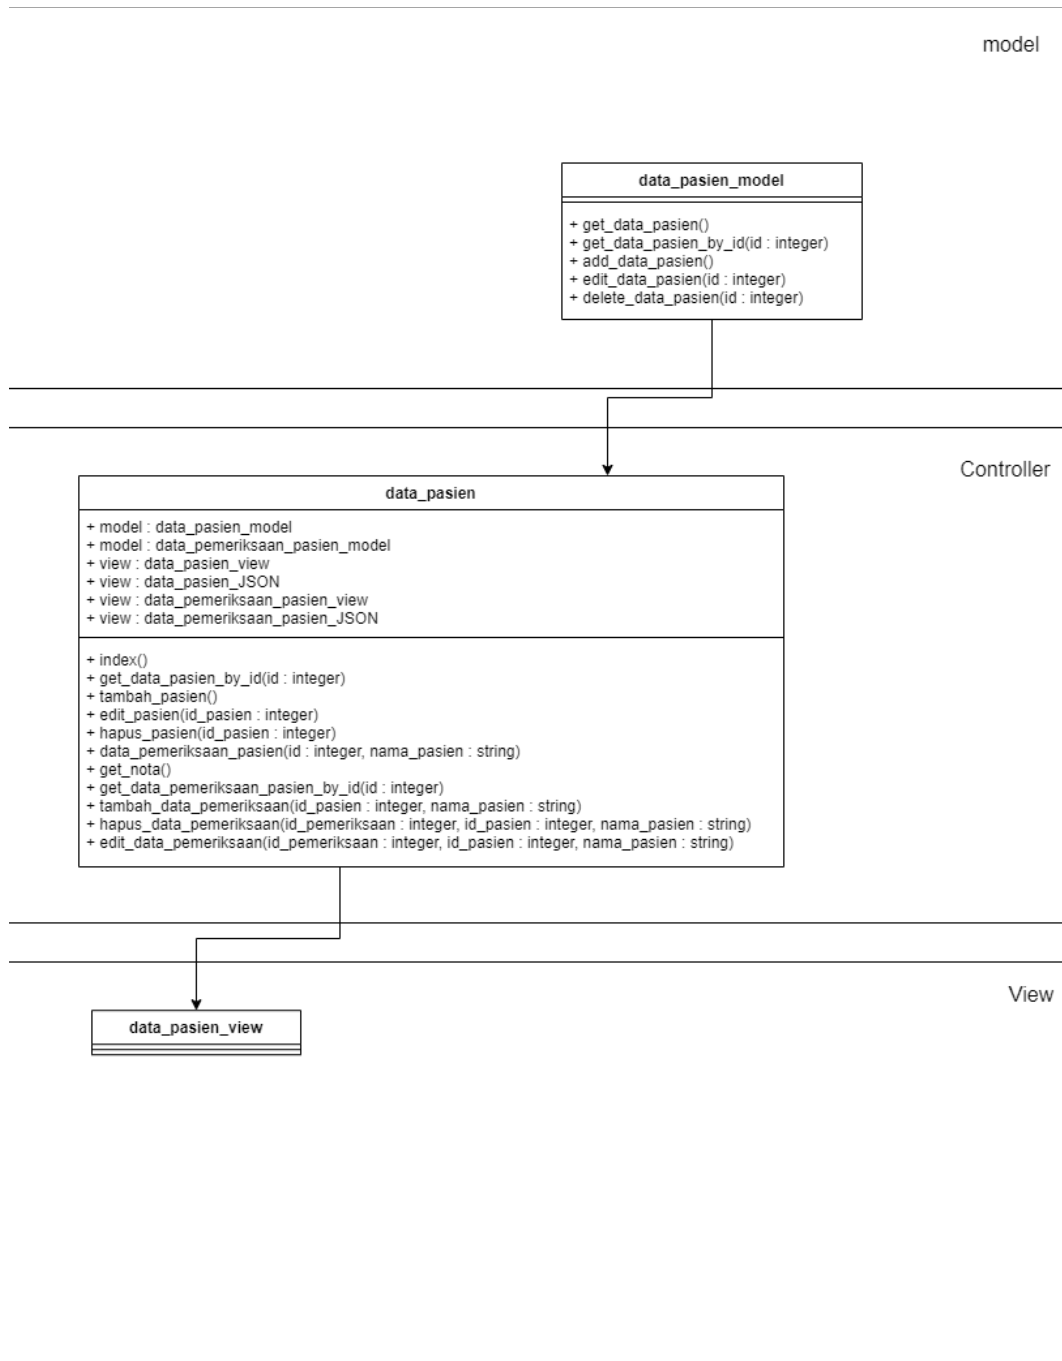 model
data_pasien_model
+ get_data_pasien()
+ get_data_pasien_by_id(id : integer)
+ add_data_pasien()
+ edit_data_pasien(id : integer)
+ delete_data_pasien(id : integer)
Controller
data_pasien
+ model : data_pasien_model
+ model : data_pemeriksaan_pasien_model
+ view : data_pasien_view
+ view : data_pasien_JSON
+ view : data_pemeriksaan_pasien_view
+ view : data_pemeriksaan_pasien_JSON
+ index()
+ get_data_pasien_by_id(id : integer)
+ tambah_pasien()
+ edit_pasien(id_pasien : integer)
+ hapus_pasien(id_pasien : integer)
+ data_pemeriksaan_pasien(id : integer, nama_pasien : string)
+ get_nota()
+ get_data_pemeriksaan_pasien_by_id(id : integer)
+ tambah_data_pemeriksaan(id_pasien : integer, nama_pasien : string)
+ hapus_data_pemeriksaan(id_pemeriksaan : integer, id_pasien : integer, nama_pasien : string)
+ edit_data_pemeriksaan(id_pemeriksaan : integer, id_pasien : integer, nama_pasien : string)
View
data_pasien_view